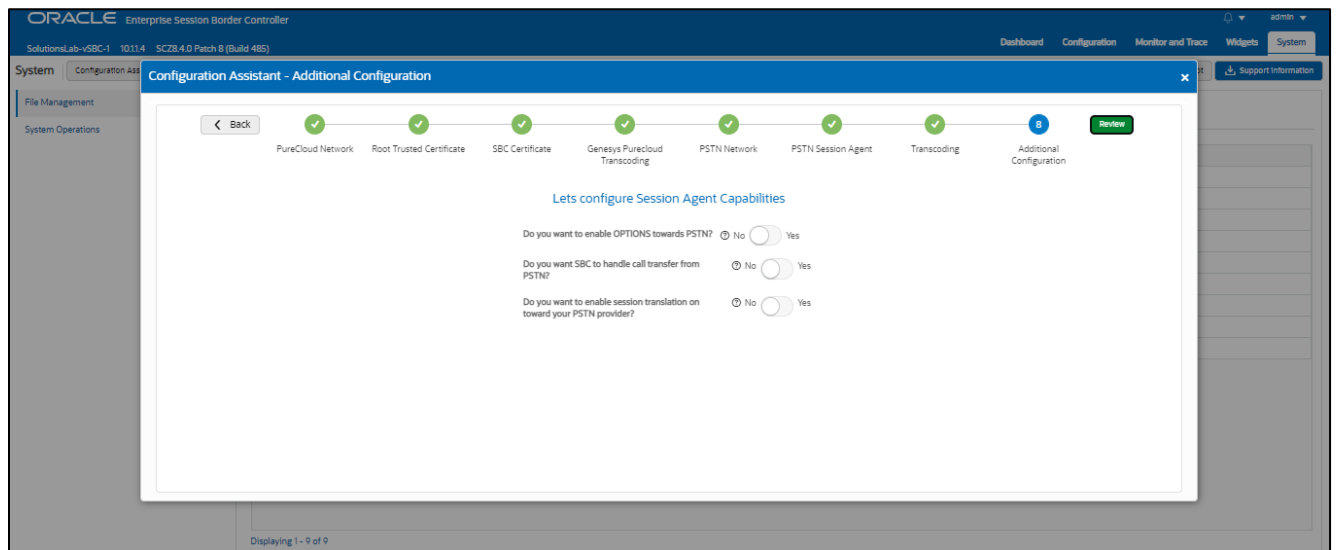 ORACLE Enterprise Session Border Controller
admin
SolutionsLab-vSBC-1 10.1.1.4 SCZ8.4.0 Patch 8 (Build 485)
Dashboard Configuration Monitor and Trace Widgets System
System Configuration Ass
Support Information
Configuration Assistant - Additional Configuration
File Management
System Operations
Back
8
Review
PureCloud Network
Root Trusted Certificate
SBC Certificate
Genesys Purecloud
Transcoding
PSTN Network
PSTN Session Agent
Transcoding
Additional
Configuration
Lets configure Session Agent Capabilities
Do you want to enable OPTIONS towards PSTN? No Yes
Do you want SBC to handle call transfer from
PSTN?
No Yes
Do you want to enable session translation on
toward your PSTN provider?
No Yes
Displaying 1 - 9 of 9